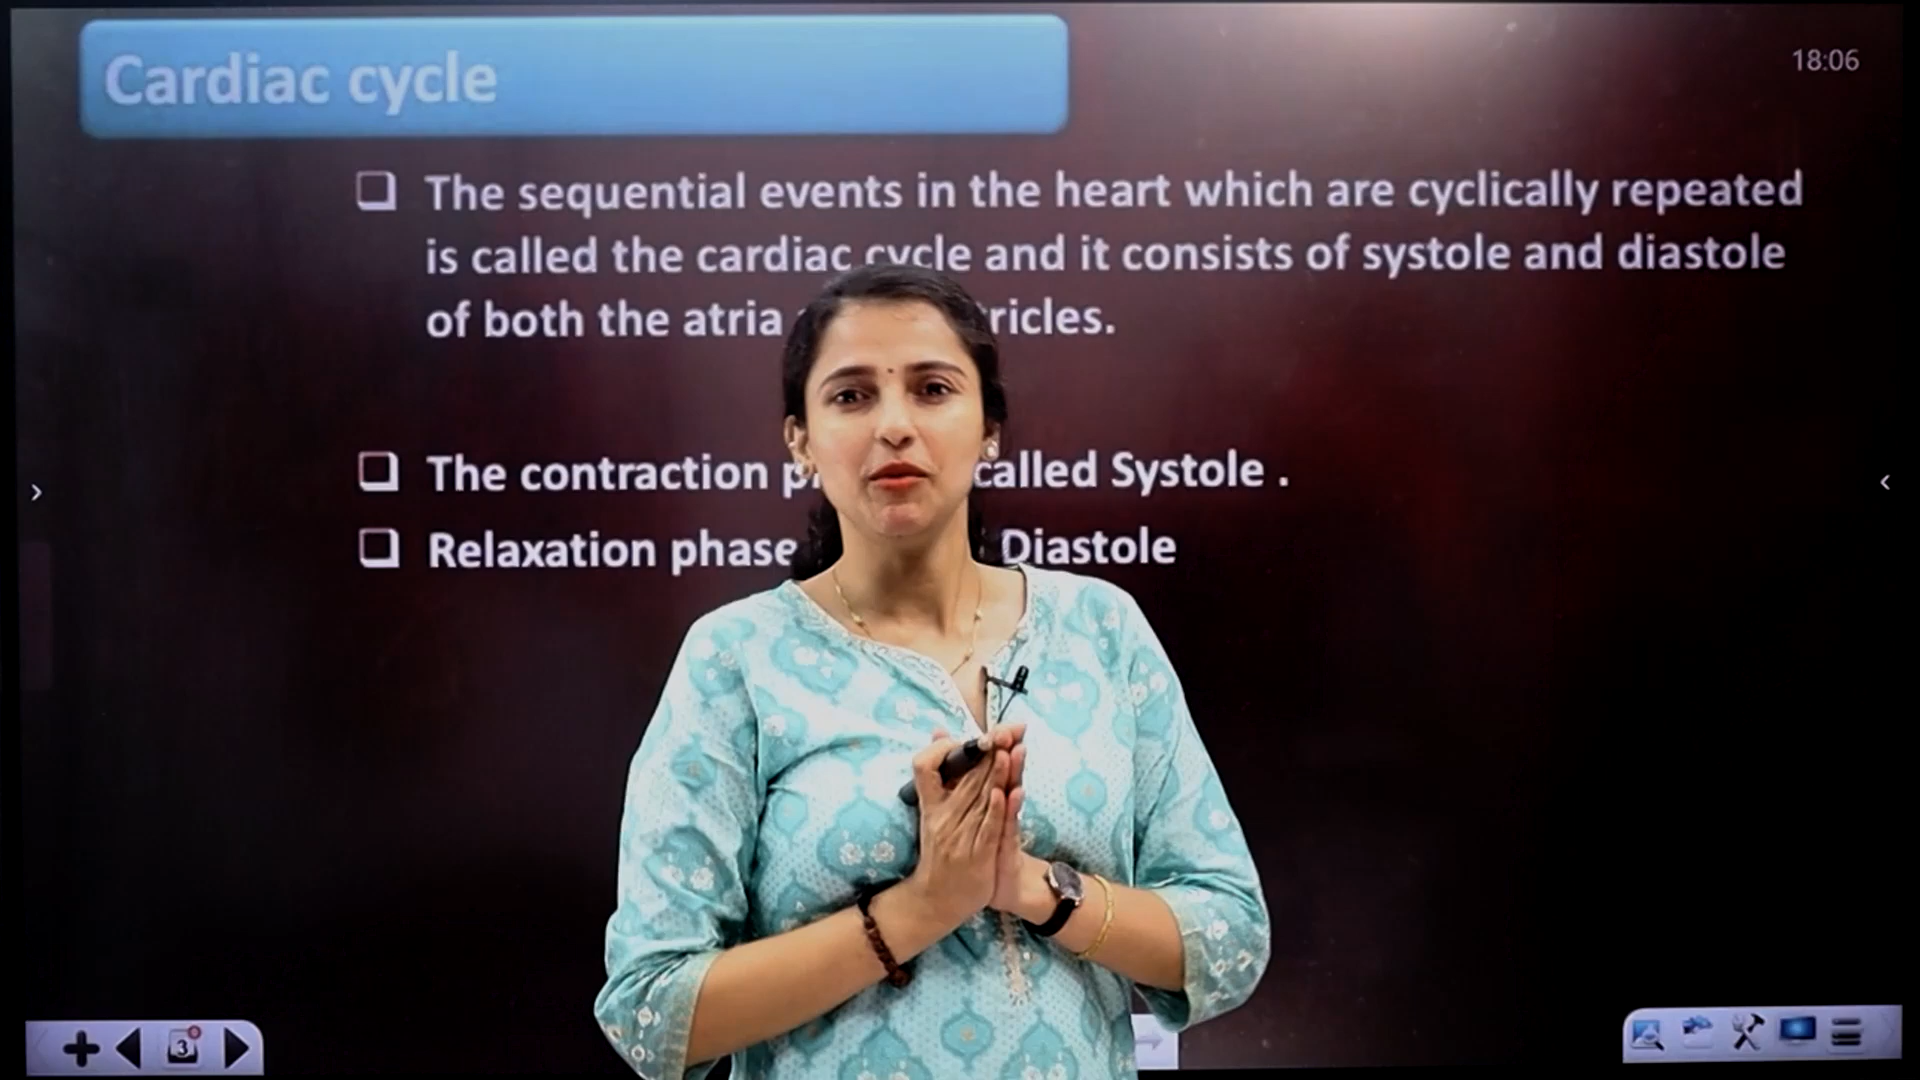 Cardiac cycle
18:06
❑ The sequential events in the heart which are cyclically repeated
is called the cardiac cycle and it consists of systole and diastole
of both the atria tricles.
❑ The contraction called Systole .
❑ Relaxation phase Diastole
3